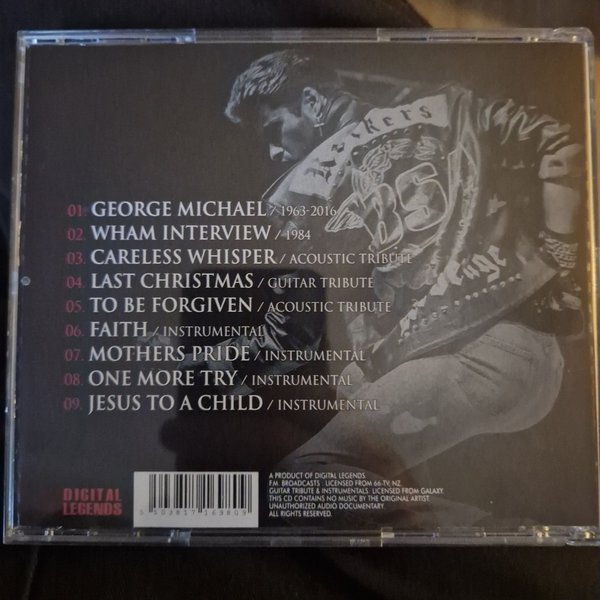 Rockers
BSA
Revenge
01. GEORGE MICHAEL / 1963-2016
02. WHAM INTERVIEW / 1984
03. CARELESS WHISPER / ACOUSTIC TRIBUTE
04. LAST CHRISTMAS / GUITAR TRIBUTE
05. TO BE FORGIVEN / ACOUSTIC TRIBUTE
06. FAITH / INSTRUMENTAL
07. MOTHERS PRIDE / INSTRUMENTAL
08. ONE MORE TRY / INSTRUMENTAL
09. JESUS TO A CHILD / INSTRUMENTAL
DIGITAL
LEGENDS
A PRODUCT OF DIGITAL LEGENDS.
F.M. BROADCASTS : LICENSED FROM 66-TV, NZ.
GUITAR TRIBUTE & INSTRUMENTALS: LICENSED FROM GALAXY.
THIS CD CONTAINS NO MUSIC BY THE ORIGINAL ARTIST.
UNAUTHORIZED AUDIO DOCUMENTARY.
ALL RIGHTS RESERVED.